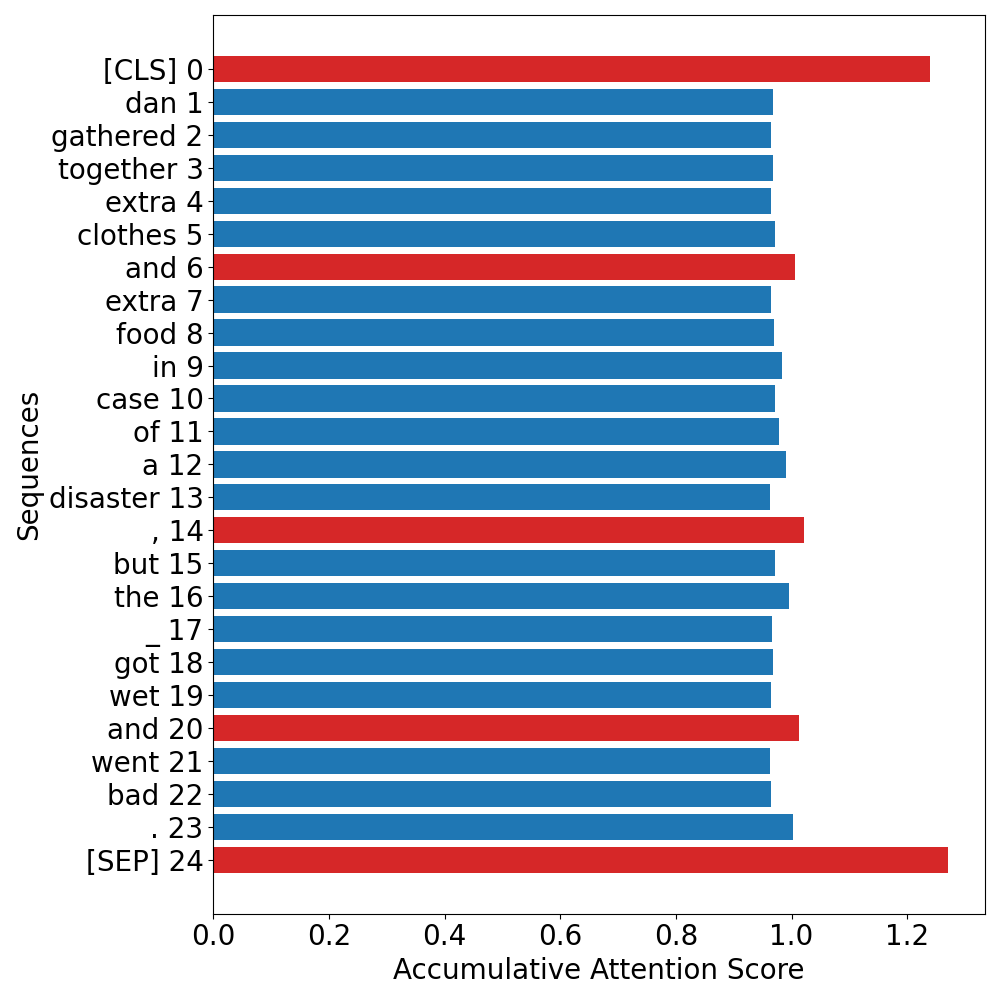 [CLS] 0
dan 1
gathered 2
together 3
extra 4
clothes 5
and 6
extra 7
food 8
in 9
case 10
of 11
a 12
disaster 13
, 14
but 15
the 16
_ 17
got 18
wet 19
and 20
went 21
bad 22
. 23
[SEP] 24
Sequences
0.0 0.2 0.4 0.6 0.8 1.0 1.2
Accumulative Attention Score